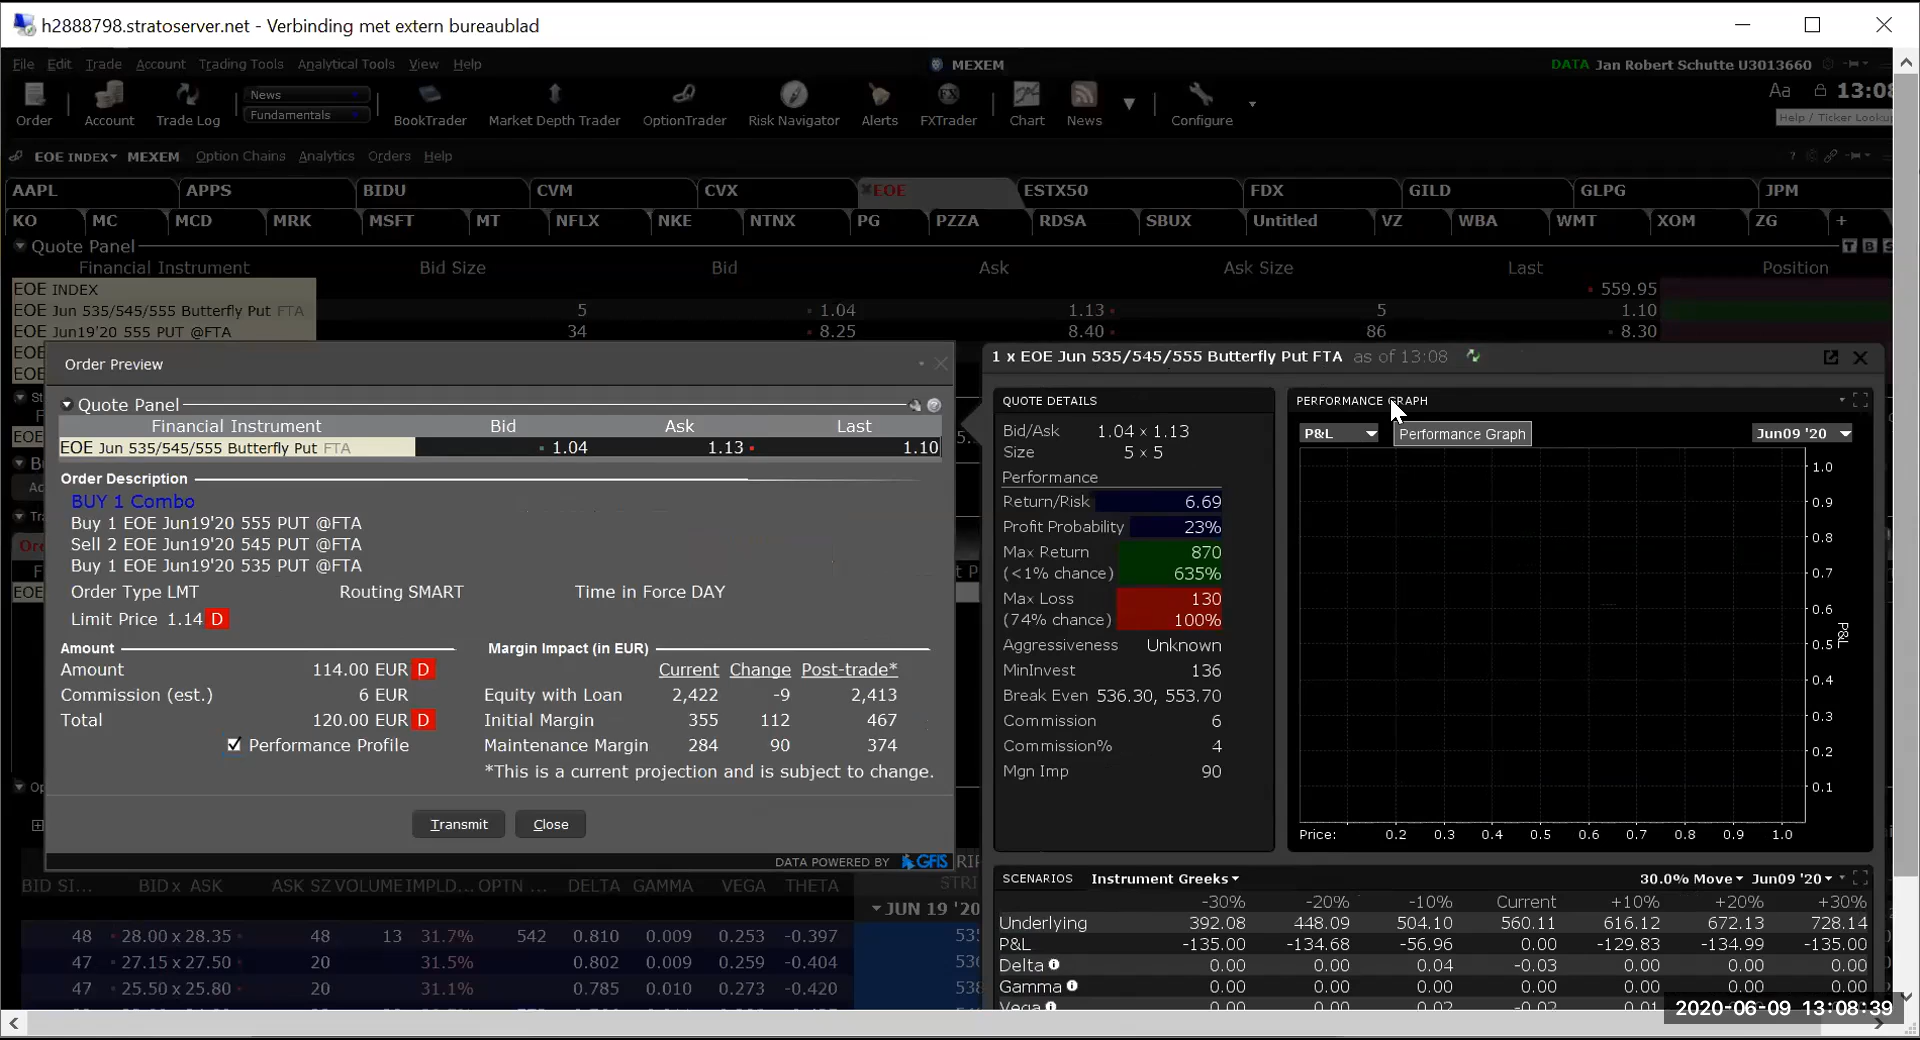 h2888798.stratoserver.net - Verbinding met extern bureaublad
File Edit Trade Account Trading Tools Analytical Tools View Help MEXEM DATA Jan Robert Schutte U3013660
News
Fundamentals
Aa 13:08
Order Account Trade Log BookTrader Market Depth Trader OptionTrader Risk Navigator Alerts FXTrader Chart News Configure Help / Ticker Lookup
EOE INDEX MEXEM Option Chains Analytics Orders Help
AAPL APPS BIDU CVM CVX EOE ESTX50 FDX GILD GLPG JPM
KO MC MCD MRK MSFT MT NFLX NKE NTNX PG PZZA RDSA SBUX Untitled VZ WBA WMT XOM ZG +
Quote Panel T B S
Financial Instrument Bid Size Bid Ask Ask Size Last Position
EOE INDEX 559.95
EOE Jun 535/545/555 Butterfly Put FTA 5 1.04 1.13 5 1.10
EOE Jun19'20 555 PUT @FTA 34 8.25 8.40 86 8.30
Order Preview
Quote Panel
Financial Instrument Bid Ask Last
EOE Jun 535/545/555 Butterfly Put FTA 1.04 1.13 1.10
Order Description
BUY 1 Combo
Buy 1 EOE Jun19'20 555 PUT @FTA
Sell 2 EOE Jun19'20 545 PUT @FTA
Buy 1 EOE Jun19'20 535 PUT @FTA
Order Type LMT Routing SMART Time in Force DAY
Limit Price 1.14 D
Amount Margin Impact (in EUR)
Amount 114.00 EUR D Current Change Post-trade*
Commission (est.) 6 EUR Equity with Loan 2,422 -9 2,413
Total 120.00 EUR D Initial Margin 355 112 467
Performance Profile Maintenance Margin 284 90 374
*This is a current projection and is subject to change.
Transmit Close
DATA POWERED BY GFIS
1 x EOE Jun 535/545/555 Butterfly Put FTA as of 13:08
QUOTE DETAILS
Bid/Ask 1.04 x 1.13
Size 5 x 5
Performance
Return/Risk 6.69
Profit Probability 23%
Max Return 870
(<1% chance) 635%
Max Loss 130
(74% chance) 100%
Aggressiveness Unknown
MinInvest 136
Break Even 536.30, 553.70
Commission 6
Commission% 4
Mgn Imp 90
PERFORMANCE GRAPH
P&L Performance Graph Jun09 '20
1.0
0.9
0.8
0.7
0.6
0.5
0.4
0.3
0.2
0.1
P&L
Price: 0.2 0.3 0.4 0.5 0.6 0.7 0.8 0.9 1.0
SCENARIOS Instrument Greeks 30.0% Move Jun09 '20
-30% -20% -10% Current +10% +20% +30%
Underlying 392.08 448.09 504.10 560.11 616.12 672.13 728.14
P&L -135.00 -134.68 -56.96 0.00 -129.83 -134.99 -135.00
Delta 0.00 0.00 0.04 -0.03 0.00 0.00 0.00
Gamma 0.00 0.00 0.00 0.00 0.00 0.00 0.00
Vega
BID SI... BID x ASK ASK SZ VOLUME IMPLD... OPTN ... DELTA GAMMA VEGA THETA STRI
JUN 19 '20
48 28.00 x 28.35 48 13 31.7% 542 0.810 0.009 0.253 -0.397 535
47 27.15 x 27.50 20 31.5% 0.802 0.009 0.259 -0.404 536
47 25.50 x 25.80 20 31.1% 0.785 0.010 0.273 -0.420 538
2020-06-09 13:08:39